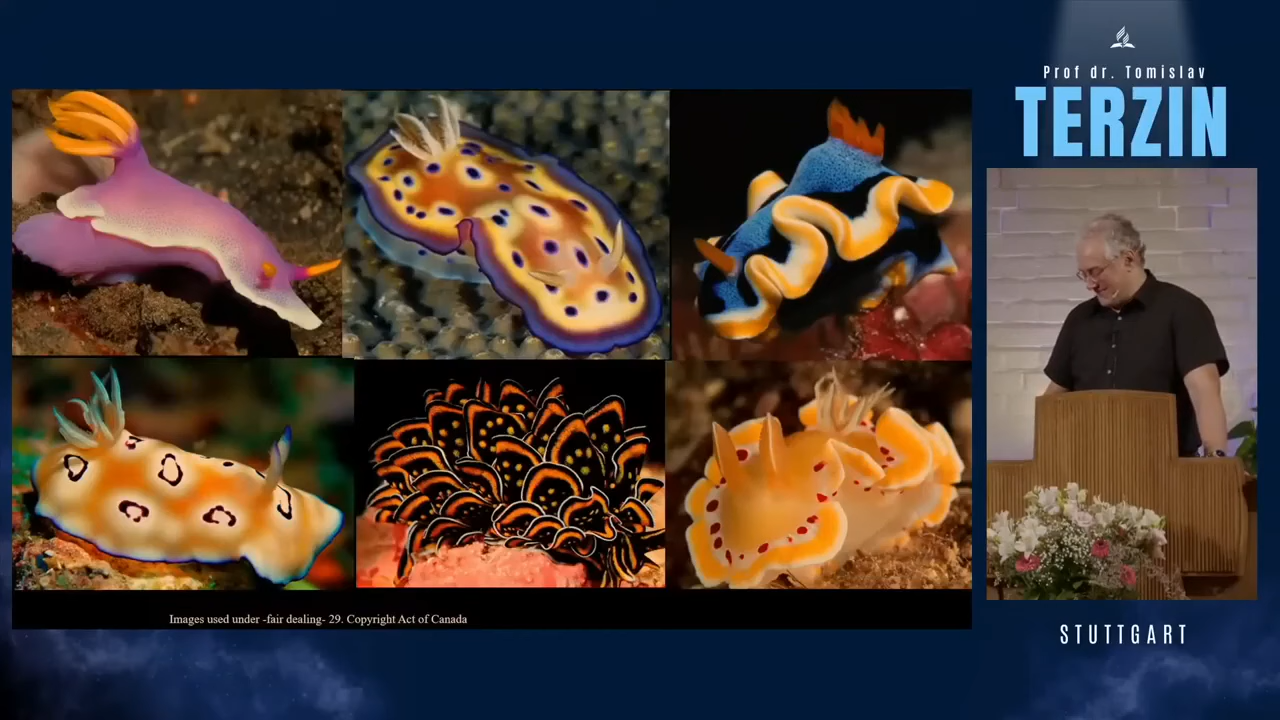 Prof dr. Tomislav
TERZIN
Images used under -fair dealing- 29. Copyright Act of Canada
STUTTGART